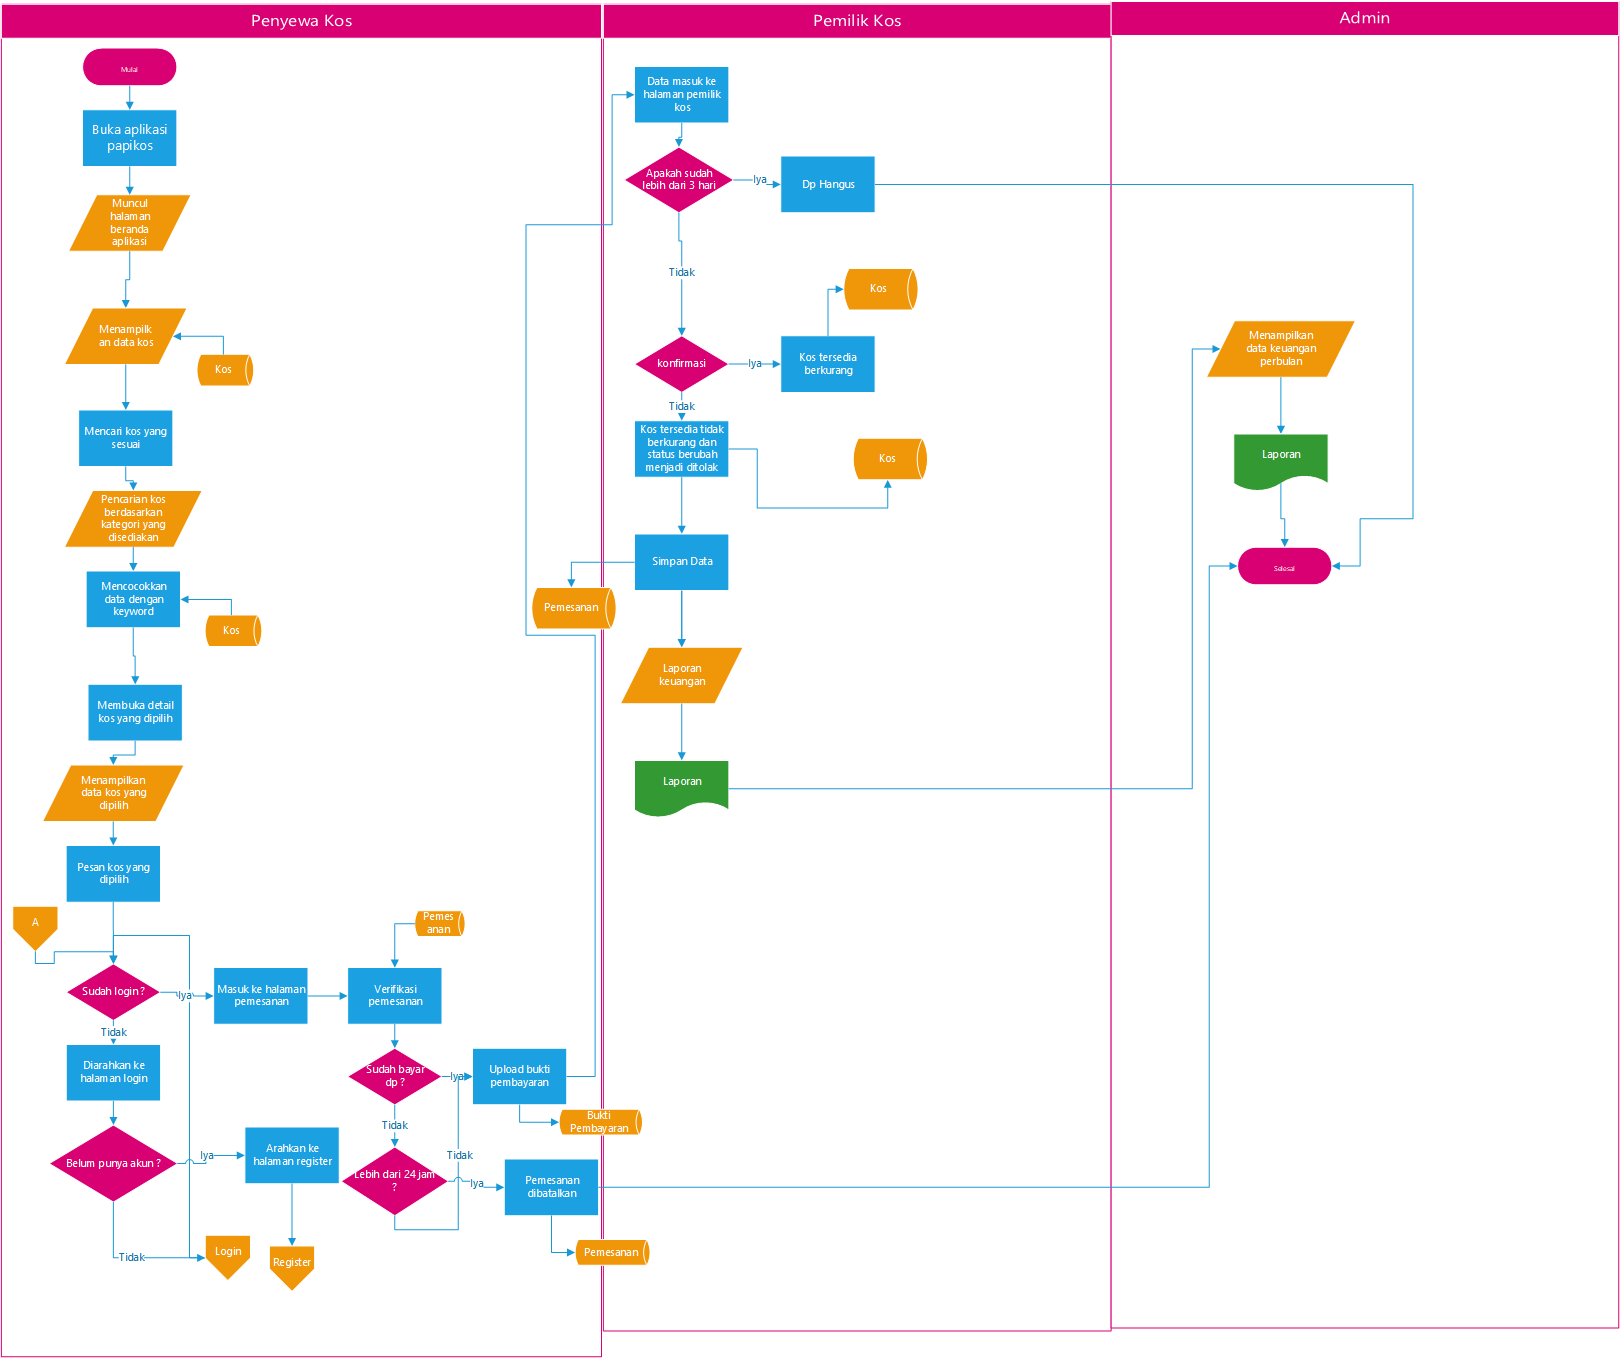 Penyewa Kos
Pemilik Kos
Admin
Mulai
Buka aplikasi
papikos
Muncul
halaman
beranda
aplikasi
Menampilk
an data kos
Kos
Mencari kos yang
sesuai
Pencarian kos
berdasarkan
kategori yang
disediakan
Mencocokkan
data dengan
keyword
Kos
Membuka detail
kos yang dipilih
Menampilkan
data kos yang
dipilih
Pesan kos yang
dipilih
A
Sudah login ?
Iya
Masuk ke halaman
pemesanan
Pemes
anan
Verifikasi
pemesanan
Tidak
Diarahkan ke
halaman login
Sudah bayar
dp ?
Iya
Upload bukti
pembayaran
Bukti
Pembayaran
Tidak
Belum punya akun ?
Iya
Arahkan ke
halaman register
Lebih dari 24 jam
?
Tidak
Iya
Pemesanan
dibatalkan
Pemesanan
Tidak
Login
Register
Data masuk ke
halaman pemilik
kos
Apakah sudah
lebih dari 3 hari
Iya
Dp Hangus
Tidak
Kos
konfirmasi
Iya
Kos tersedia
berkurang
Tidak
Kos tersedia tidak
berkurang dan
status berubah
menjadi ditolak
Kos
Simpan Data
Pemesanan
Laporan
keuangan
Laporan
Menampilkan
data keuangan
perbulan
Laporan
Selesai